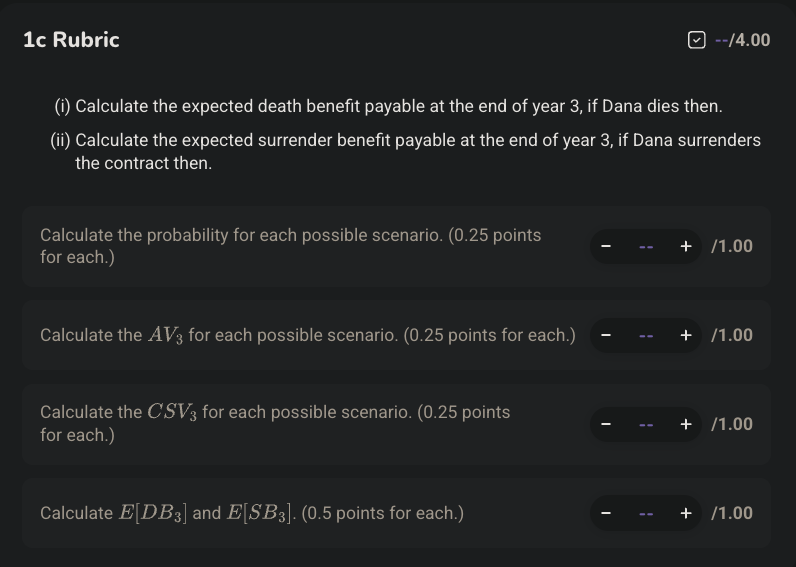 1c Rubric
--/4.00
(i) Calculate the expected death benefit payable at the end of year 3, if Dana dies then.
(ii) Calculate the expected surrender benefit payable at the end of year 3, if Dana surrenders
the contract then.
Calculate the probability for each possible scenario. (0.25 points
for each.)
− -- + /1.00
Calculate the AV₃ for each possible scenario. (0.25 points for each.)
− -- + /1.00
Calculate the CSV₃ for each possible scenario. (0.25 points
for each.)
− -- + /1.00
Calculate E[DB₃] and E[SB₃]. (0.5 points for each.)
− -- + /1.00